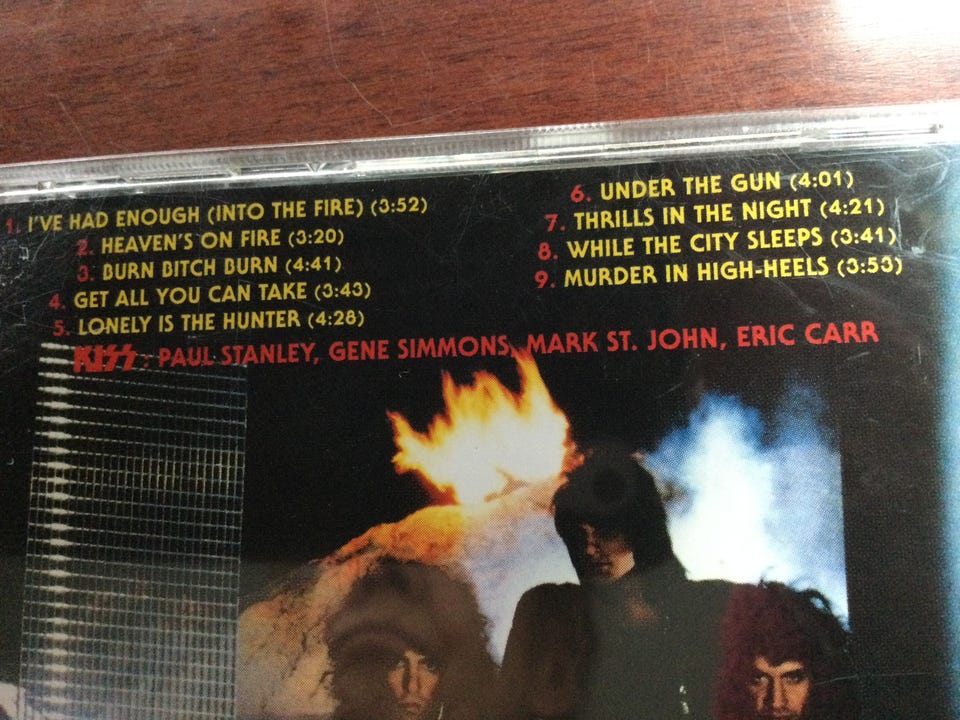 1. I'VE HAD ENOUGH (INTO THE FIRE) (3:52)
2. HEAVEN'S ON FIRE (3:20)
3. BURN BITCH BURN (4:41)
4. GET ALL YOU CAN TAKE (3:43)
5. LONELY IS THE HUNTER (4:28)
6. UNDER THE GUN (4:01)
7. THRILLS IN THE NIGHT (4:21)
8. WHILE THE CITY SLEEPS (3:41)
9. MURDER IN HIGH-HEELS (3:53)
KISS: PAUL STANLEY, GENE SIMMONS, MARK ST. JOHN, ERIC CARR